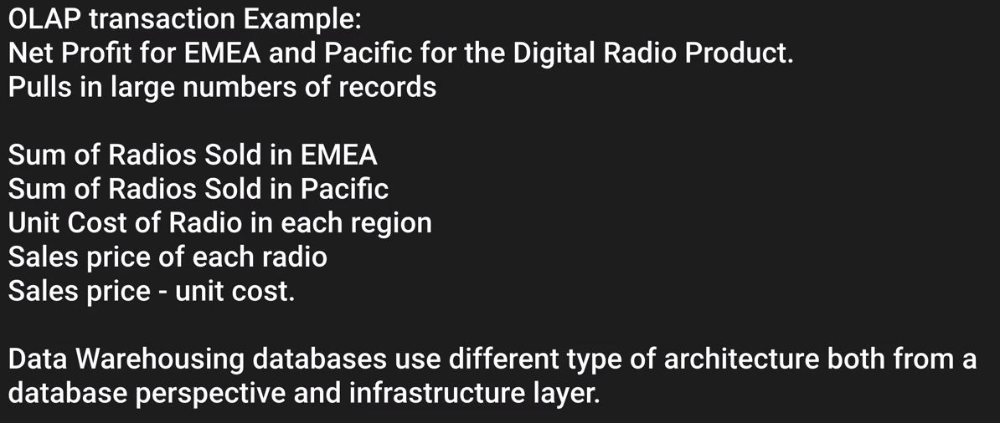 OLAP transaction Example:
Net Profit for EMEA and Pacific for the Digital Radio Product.
Pulls in large numbers of records
Sum of Radios Sold in EMEA
Sum of Radios Sold in Pacific
Unit Cost of Radio in each region
Sales price of each radio
Sales price - unit cost.
Data Warehousing databases use different type of architecture both from a
database perspective and infrastructure layer.